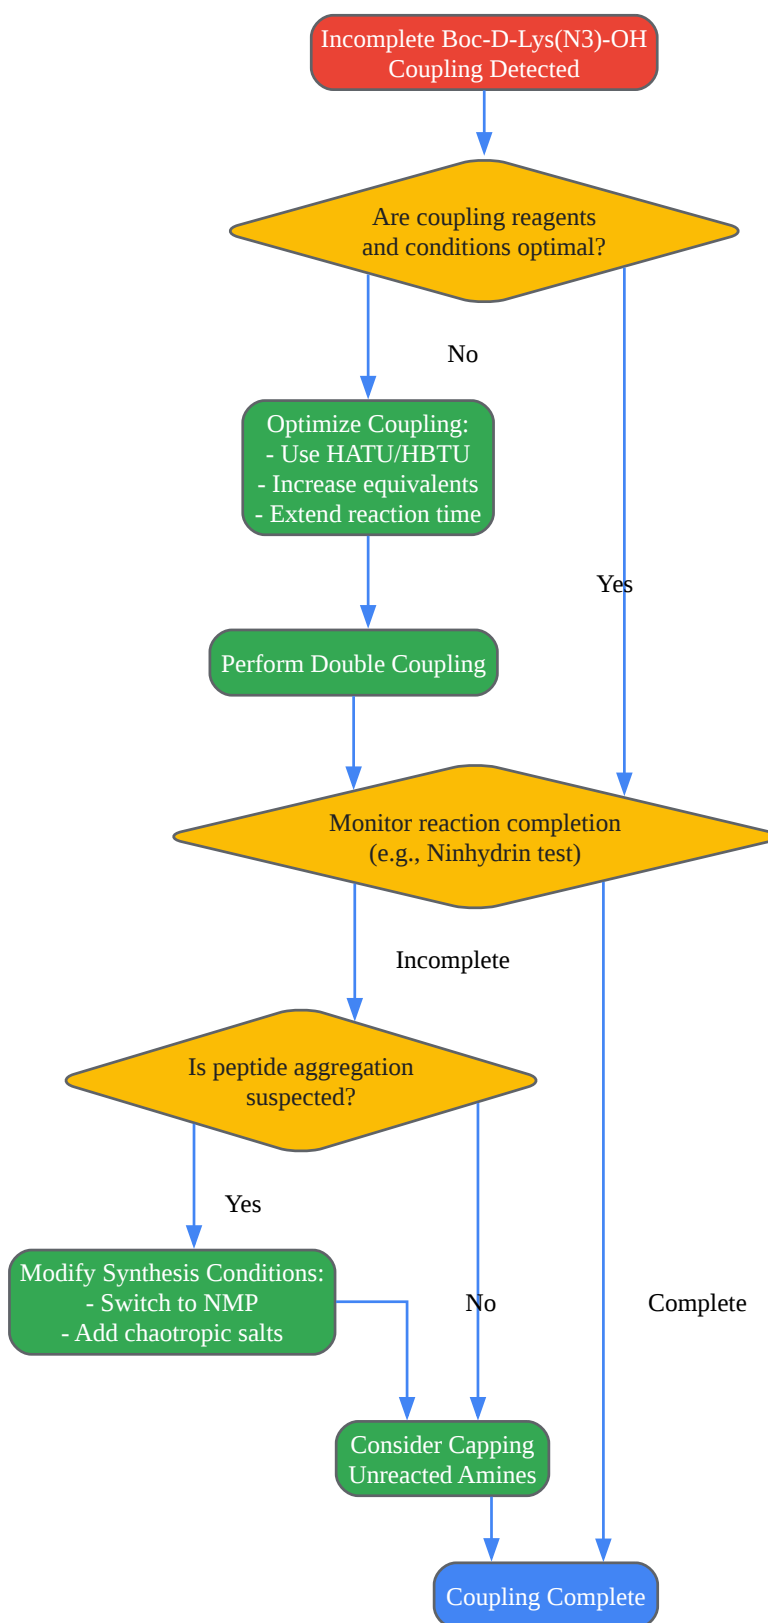 Incomplete Boc-D-Lys(N3)-OH
Coupling Detected
Are coupling reagents
and conditions optimal?
No
Optimize Coupling:
- Use HATU/HBTU
- Increase equivalents
- Extend reaction time
Yes
Perform Double Coupling
Monitor reaction completion
(e.g., Ninhydrin test)
Incomplete
Is peptide aggregation
suspected?
Yes
Modify Synthesis Conditions:
- Switch to NMP
- Add chaotropic salts
No
Complete
Consider Capping
Unreacted Amines
Coupling Complete